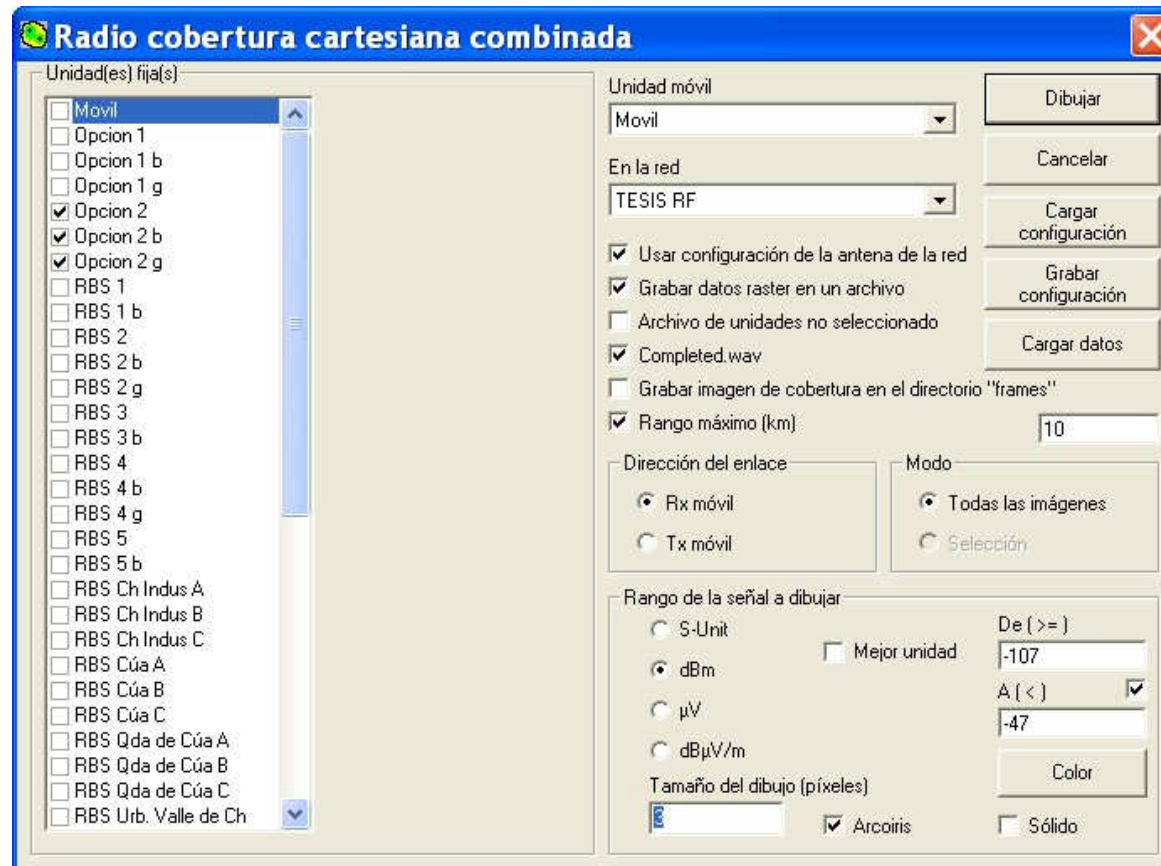 Radio cobertura cartesiana combinada
Unidad(es) fija(s)
Movil
Opcion 1
Opcion 1 b
Opcion 1 g
Opcion 2
Opcion 2 b
Opcion 2 g
RBS 1
RBS 1 b
RBS 2
RBS 2 b
RBS 2 g
RBS 3
RBS 3 b
RBS 4
RBS 4 b
RBS 4 g
RBS 5
RBS 5 b
RBS Ch Indus A
RBS Ch Indus B
RBS Ch Indus C
RBS Cúa A
RBS Cúa B
RBS Cúa C
RBS Qda de Cúa A
RBS Qda de Cúa B
RBS Qda de Cúa C
RBS Urb. Valle de Ch
Unidad móvil
Movil
En la red
TESIS RF
Usar configuración de la antena de la red
Grabar datos raster en un archivo
Archivo de unidades no seleccionado
Completed.wav
Grabar imagen de cobertura en el directorio "frames"
Rango máximo (km)
10
Dibujar
Cancelar
Cargar
configuración
Grabar
configuración
Cargar datos
Dirección del enlace
Rx móvil
Tx móvil
Modo
Todas las imágenes
Selección
Rango de la señal a dibujar
S-Unit
dBm
µV
dBµV/m
Mejor unidad
De ( >= )
-107
A ( < )
-47
Color
Tamaño del dibujo (píxeles)
3
Arcoiris
Sólido